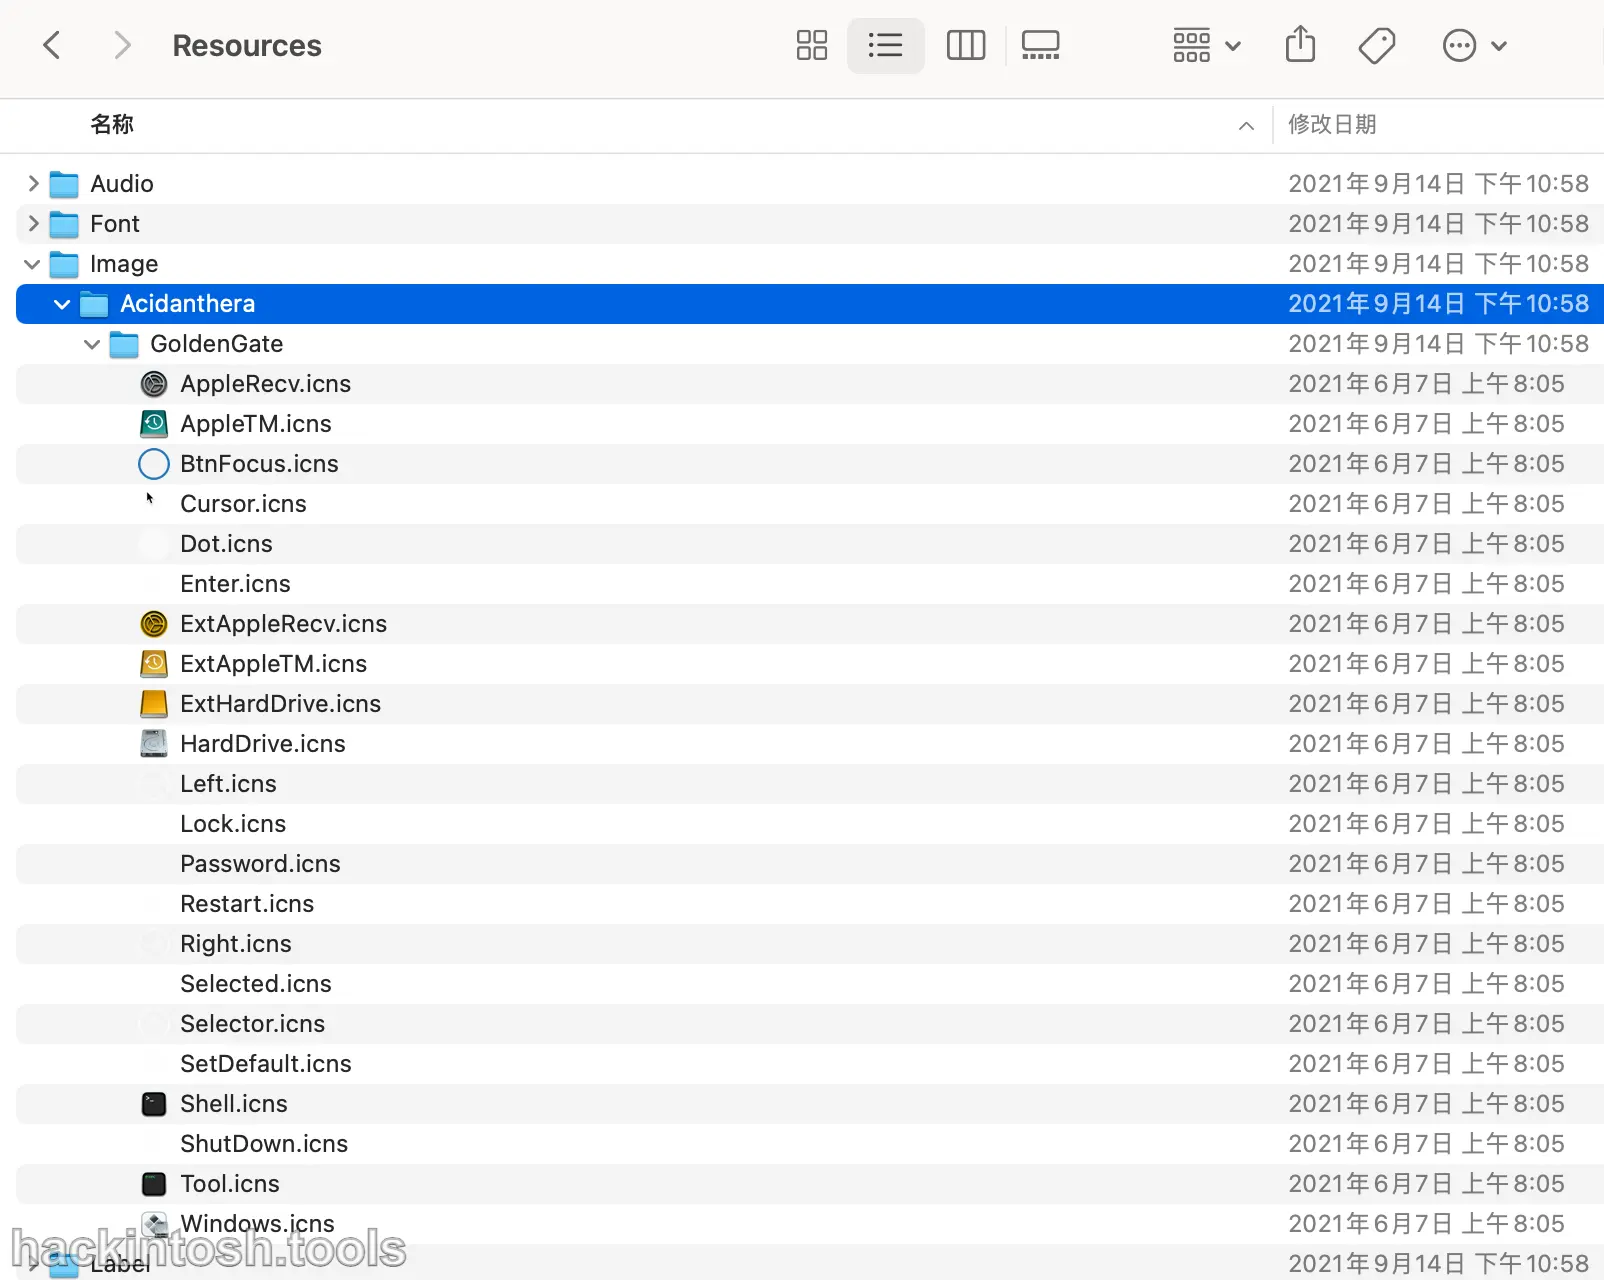 Resources
名称 修改日期
Audio 2021年9月14日 下午10:58
Font 2021年9月14日 下午10:58
Image 2021年9月14日 下午10:58
Acidanthera 2021年9月14日 下午10:58
GoldenGate 2021年9月14日 下午10:58
AppleRecv.icns 2021年6月7日 上午8:05
AppleTM.icns 2021年6月7日 上午8:05
BtnFocus.icns 2021年6月7日 上午8:05
Cursor.icns 2021年6月7日 上午8:05
Dot.icns 2021年6月7日 上午8:05
Enter.icns 2021年6月7日 上午8:05
ExtAppleRecv.icns 2021年6月7日 上午8:05
ExtAppleTM.icns 2021年6月7日 上午8:05
ExtHardDrive.icns 2021年6月7日 上午8:05
HardDrive.icns 2021年6月7日 上午8:05
Left.icns 2021年6月7日 上午8:05
Lock.icns 2021年6月7日 上午8:05
Password.icns 2021年6月7日 上午8:05
Restart.icns 2021年6月7日 上午8:05
Right.icns 2021年6月7日 上午8:05
Selected.icns 2021年6月7日 上午8:05
Selector.icns 2021年6月7日 上午8:05
SetDefault.icns 2021年6月7日 上午8:05
Shell.icns 2021年6月7日 上午8:05
ShutDown.icns 2021年6月7日 上午8:05
Tool.icns 2021年6月7日 上午8:05
Windows.icns 2021年6月7日 上午8:05
hackintosh.tools
Label 2021年9月14日 下午10:58